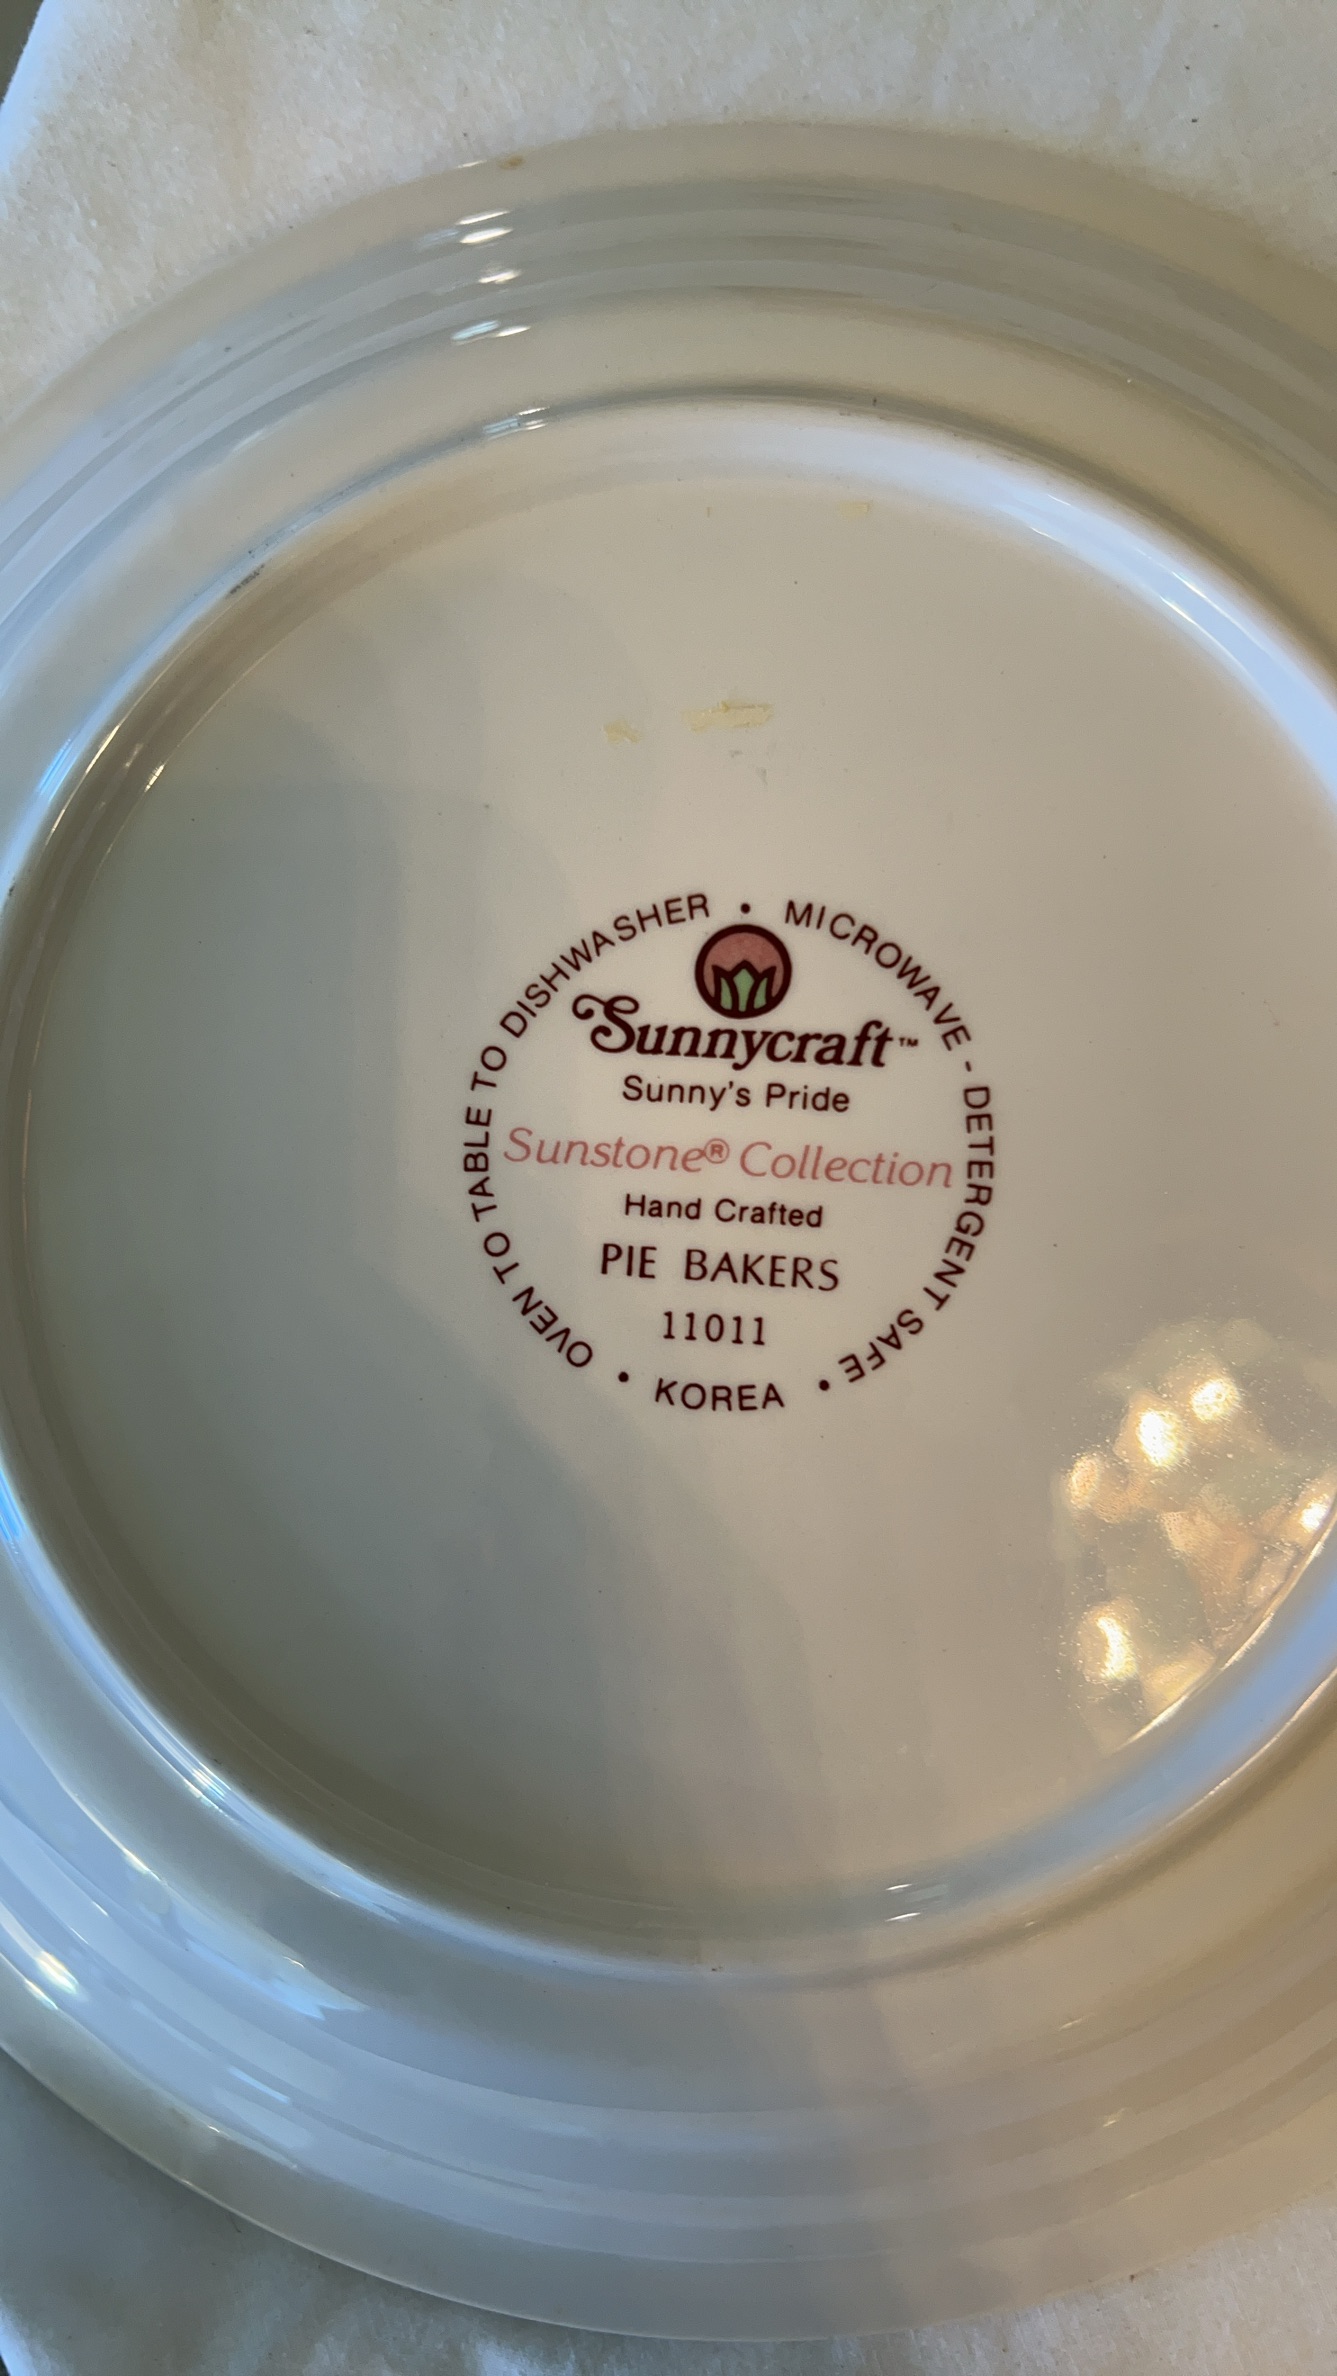 OVEN TO TABLE TO DISHWASHER • MICROWAVE - DETERGENT SAFE •
Sunnycraft™
Sunny's Pride
Sunstone® Collection
Hand Crafted
PIE BAKERS
11011
KOREA •